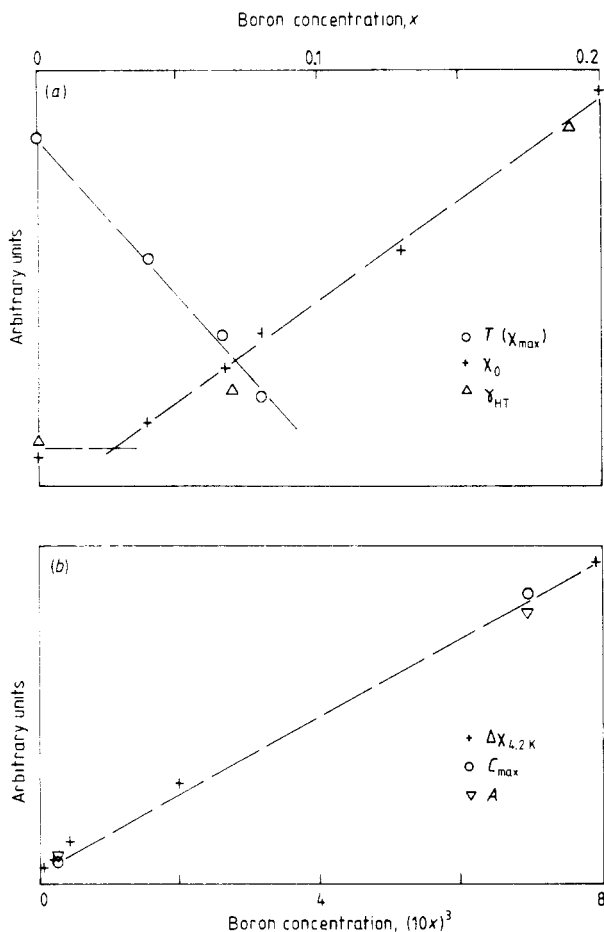 Boron concentration, x
0 0.1 0.2
(a)
Arbitrary units
○ T (χmax)
+ χ0
△ γHT
(b)
Arbitrary units
+ Δχ4.2 K
○ Cmax
▽ A
0 4 8
Boron concentration, (10x)³